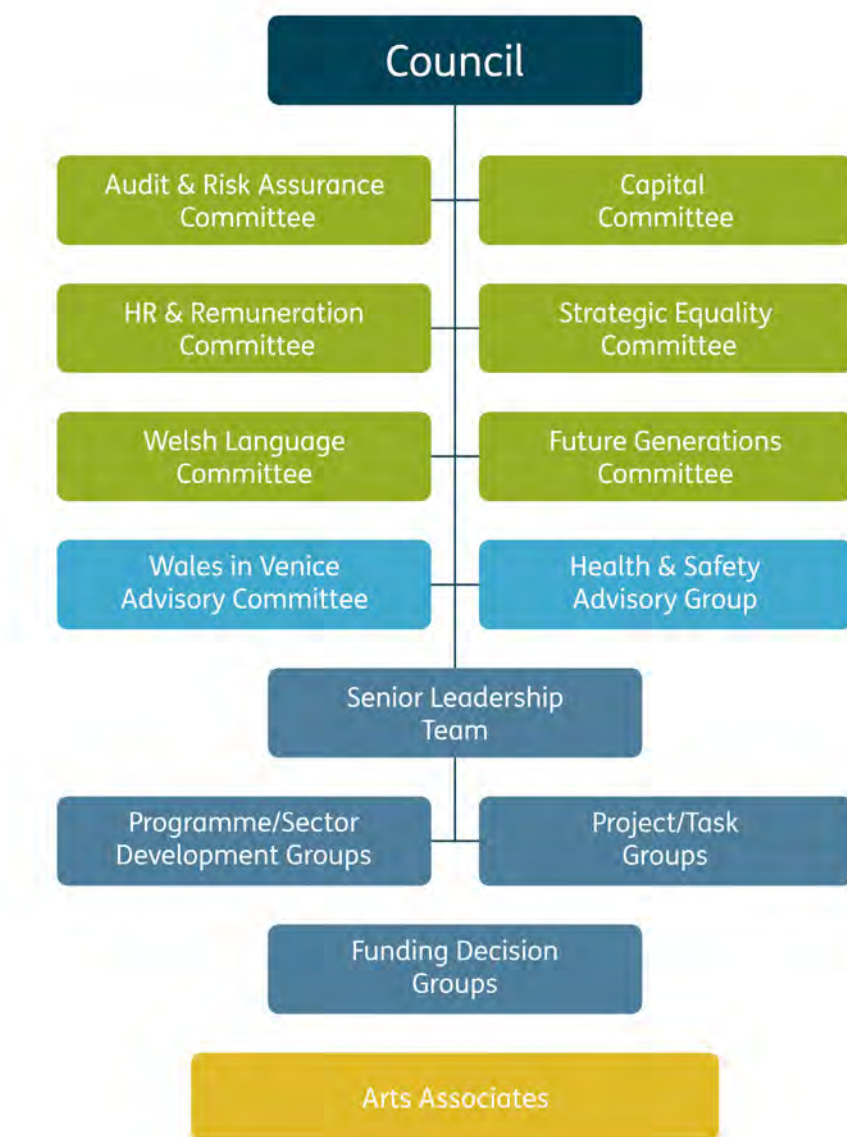 Council
Audit & Risk Assurance
Committee
Capital
Committee
HR & Remuneration
Committee
Strategic Equality
Committee
Welsh Language
Committee
Future Generations
Committee
Wales in Venice
Advisory Committee
Health & Safety
Advisory Group
Senior Leadership
Team
Programme/Sector
Development Groups
Project/Task
Groups
Funding Decision
Groups
Arts Associates